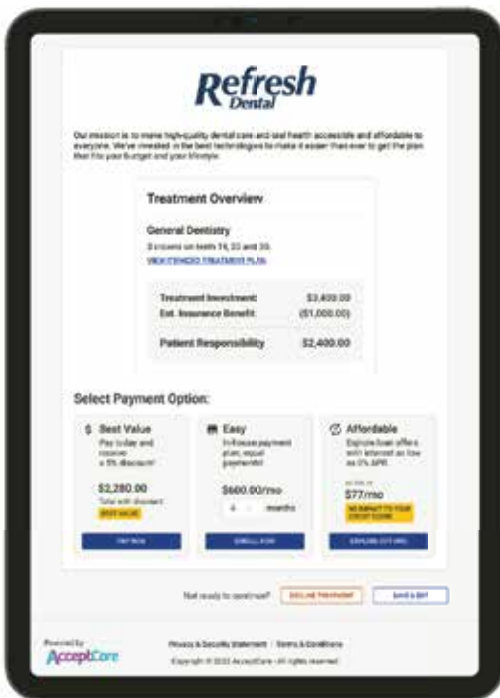 Refresh
Dental
Our mission is to make high-quality dental care and oral health accessible and affordable to
everyone. We've invested in the best technologies to make it easier than ever to get the plan
that fits your budget and your lifestyle.
Treatment Overview
General Dentistry
3 crowns on teeth 19, and
VIEW ITEMIZED TREATMENT PLAN
Treatment Investment $3,400.00
Est. Insurance Benefit ($1,000.00)
Patient Responsibility $2,400.00
Select Payment Option:
$ Best Value
Pay today and
receive
a 5% discount!
$2,280.00
Total with discount
BEST VALUE
PAY NOW
Easy
In-house payment
plan, equal
payments!
$600.00/mo
4 months
ENROLL NOW
Affordable
Explore loan offers
with interest as low
as 0% APR
AS LOW AS
$77/mo
NO IMPACT TO YOUR
CREDIT SCORE
EXPLORE OPTIONS
Not ready to continue? DECLINE TREATMENT SAVE & EXIT
Powered by
AcceptCare
Privacy & Security Statement | Terms & Conditions
Copyright © 2022 AcceptCare - All rights reserved